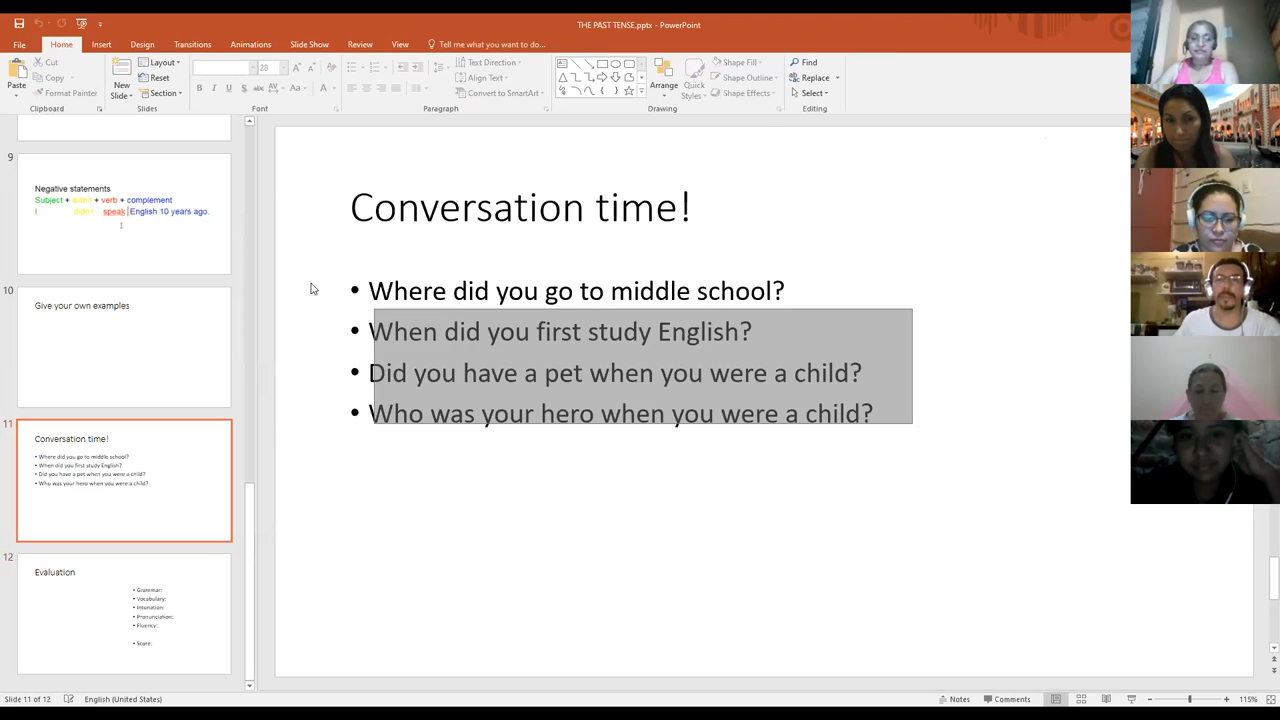 THE PAST TENSE.pptx - PowerPoint
File Home Insert Design Transitions Animations Slide Show Review View Tell me what you want to do...
Cut
Copy
Format Painter
Paste
Clipboard
New
Slide
Layout
Reset
Section
Slides
28
Font
Text Direction
Align Text
Convert to SmartArt
Paragraph
Arrange
Quick
Styles
Shape Fill
Shape Outline
Shape Effects
Drawing
Find
Replace
Select
Editing
9
Negative statements
Subject + didn't + verb + complement
I didn't speak English 10 years ago.
10
Give your own examples
11
Conversation time!
• Where did you go to middle school?
• When did you first study English?
• Did you have a pet when you were a child?
• Who was your hero when you were a child?
12
Evaluation
• Grammar:
• Vocabulary:
• Intonation:
• Pronunciation:
• Fluency:
• Score:
Conversation time!
• Where did you go to middle school?
• When did you first study English?
• Did you have a pet when you were a child?
• Who was your hero when you were a child?
Slide 11 of 12 English (United States) Notes Comments 115%